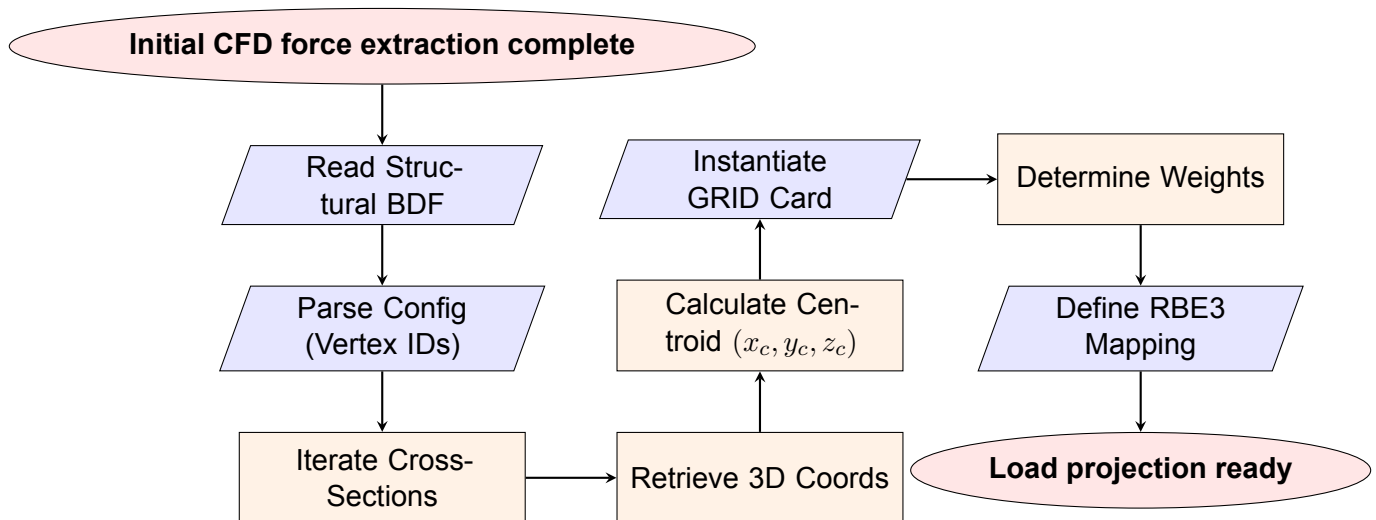 Initial CFD force extraction complete
Read Struc-
tural BDF
Parse Config
(Vertex IDs)
Iterate Cross-
Sections
Retrieve 3D Coords
Calculate Cen-
troid (x_c, y_c, z_c)
Instantiate
GRID Card
Determine Weights
Define RBE3
Mapping
Load projection ready